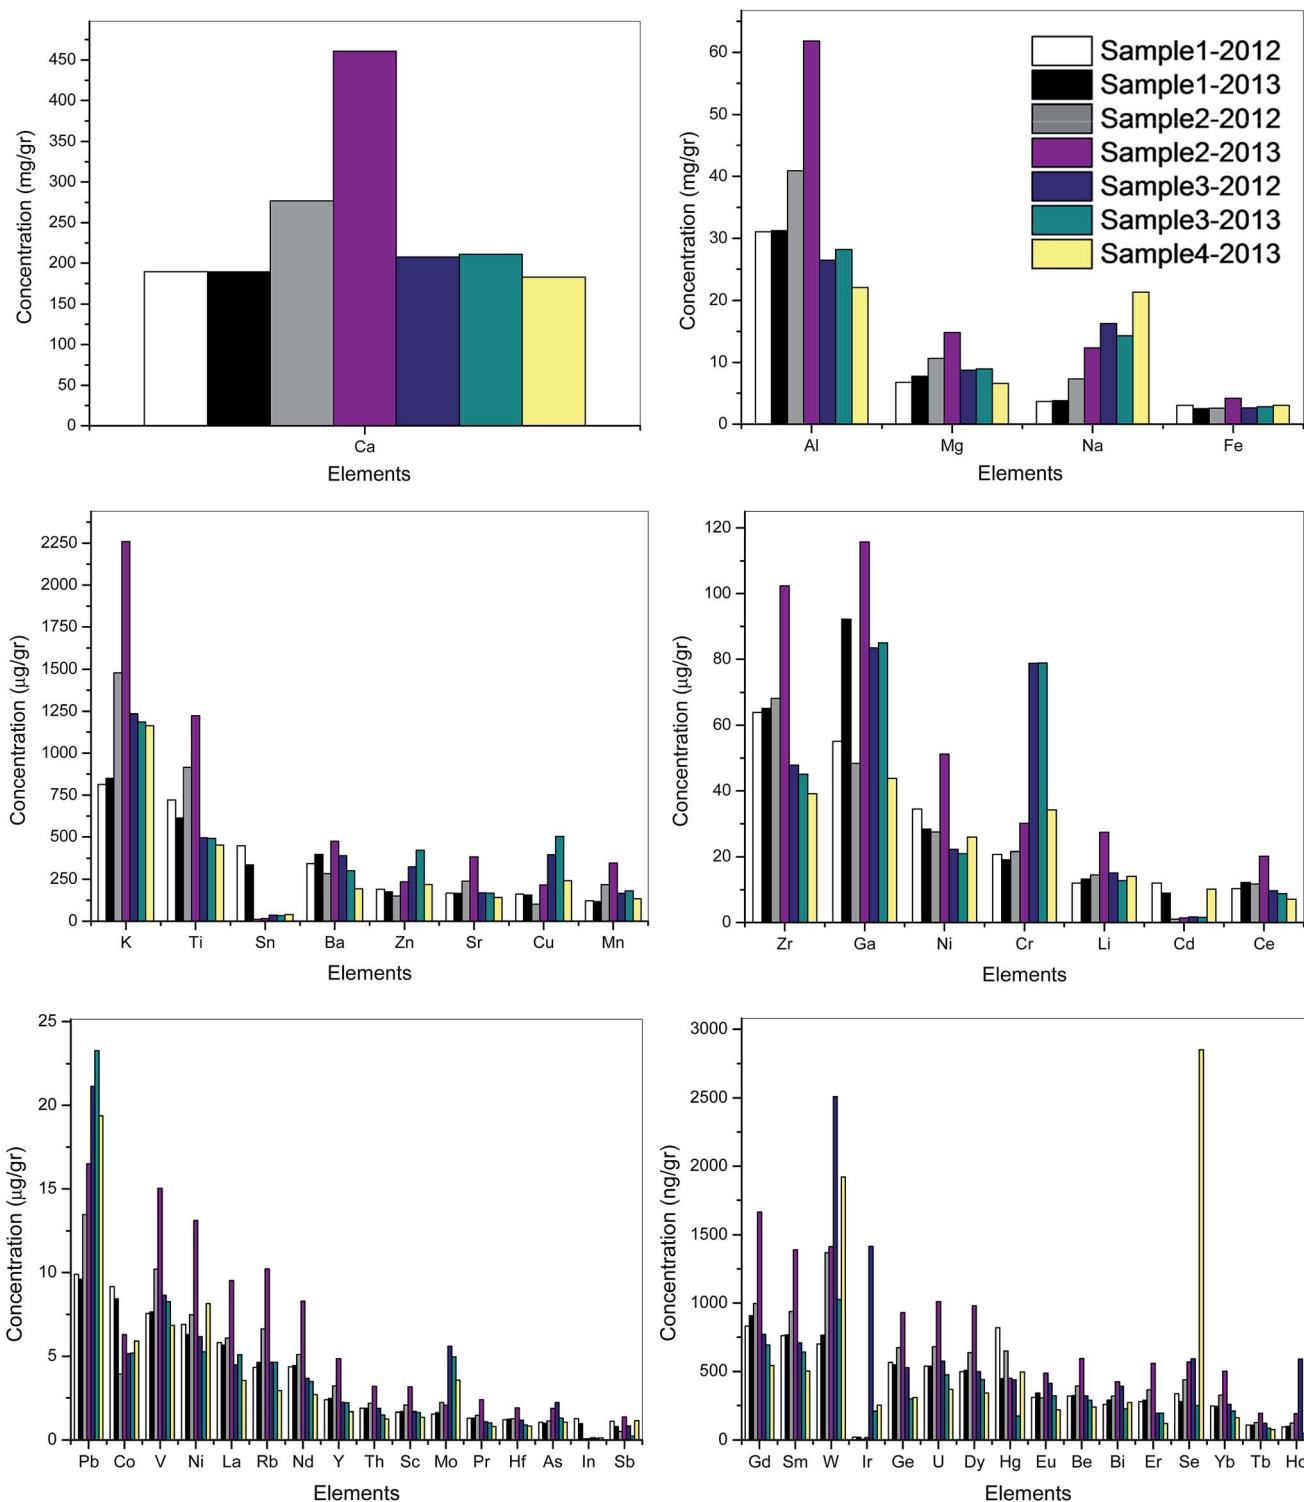 450
400
350
300
250
200
150
100
50
0
Concentration (mg/gr)
Ca
Elements
60
50
40
30
20
10
0
Concentration (mg/gr)
Sample1-2012
Sample1-2013
Sample2-2012
Sample2-2013
Sample3-2012
Sample3-2013
Sample4-2013
Al Mg Na Fe
Elements
2250
2000
1750
1500
1250
1000
750
500
250
0
Concentration (μg/gr)
K Ti Sn Ba Zn Sr Cu Mn
Elements
120
100
80
60
40
20
0
Concentration (μg/gr)
Zr Ga Ni Cr Li Cd Ce
Elements
25
20
15
10
5
0
Concentration (μg/gr)
Pb Co V Ni La Rb Nd Y Th Sc Mo Pr Hf As In Sb
Elements
3000
2500
2000
1500
1000
500
0
Concentration (ng/gr)
Gd Sm W Ir Ge U Dy Hg Eu Be Bi Er Se Yb Tb Ho
Elements